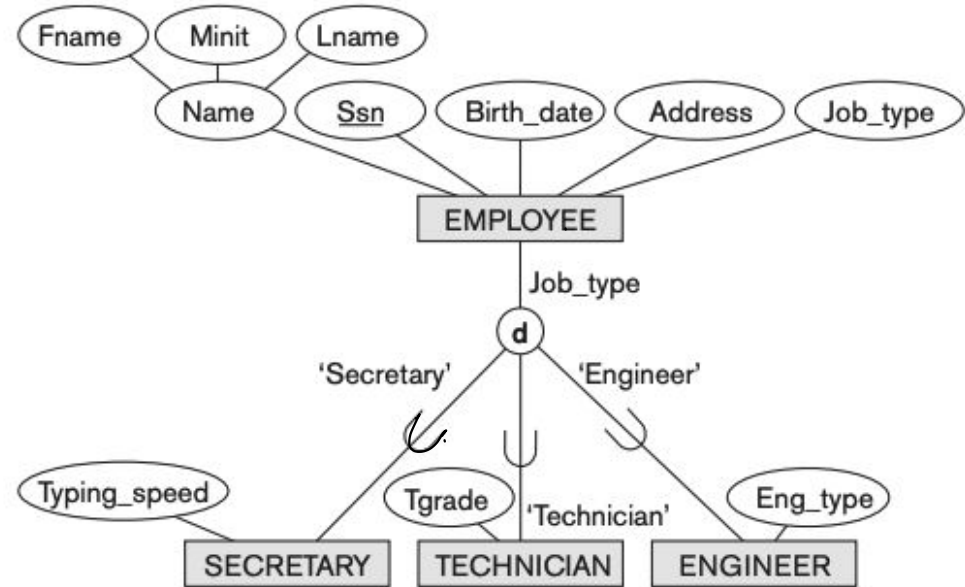 Fname Minit Lname
Name Ssn Birth_date Address Job_type
EMPLOYEE
Job_type
d
‘Secretary’ ‘Engineer’
Typing_speed Tgrade ‘Technician’ Eng_type
SECRETARY TECHNICIAN ENGINEER